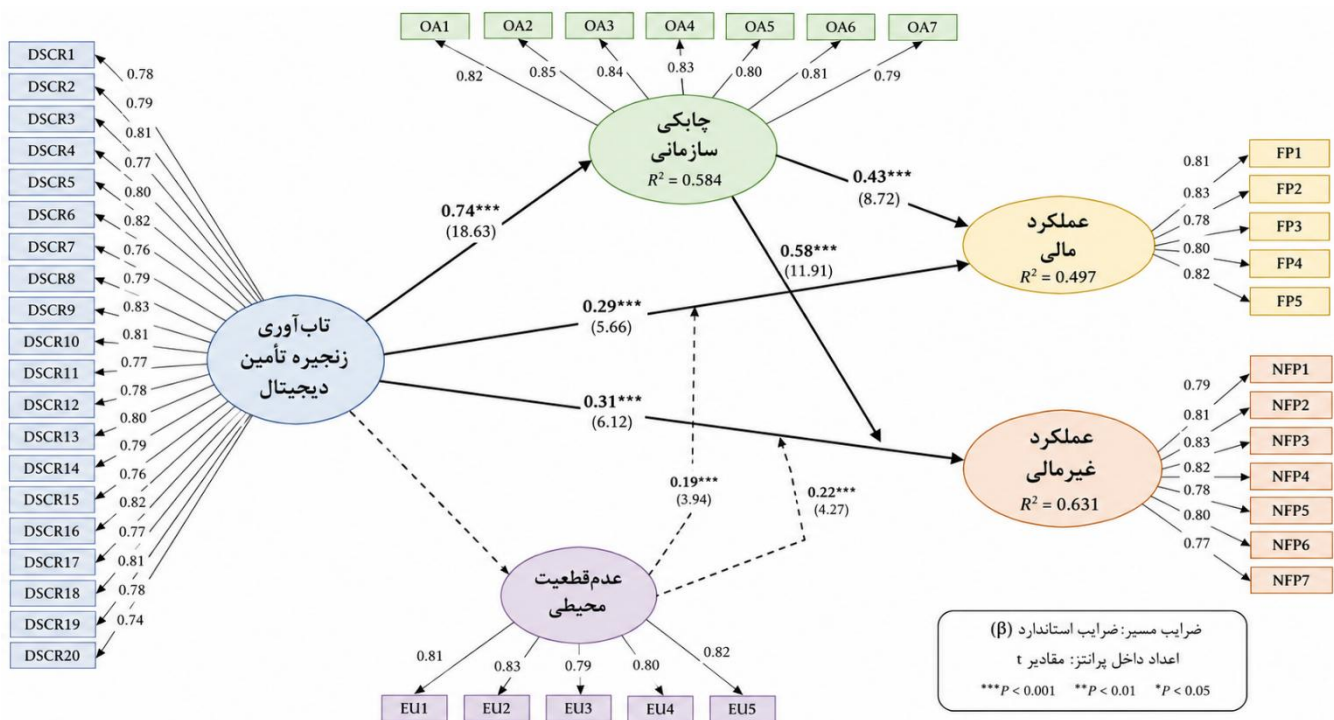 OA1
OA2
OA3
OA4
OA5
OA6
OA7
0.82
0.85
0.84
0.83
0.80
0.81
0.79
DSCR1
DSCR2
DSCR3
DSCR4
DSCR5
DSCR6
DSCR7
DSCR8
DSCR9
DSCR10
DSCR11
DSCR12
DSCR13
DSCR14
DSCR15
DSCR16
DSCR17
DSCR18
DSCR19
DSCR20
0.78
0.79
0.81
0.77
0.80
0.82
0.76
0.79
0.83
0.81
0.77
0.78
0.80
0.79
0.76
0.82
0.77
0.81
0.78
0.74
تاب‌آوری
زنجیره تأمین
دیجیتال
چابکی
سازمانی
R² = 0.584
0.74***
(18.63)
0.43***
(8.72)
0.58***
(11.91)
0.29***
(5.66)
0.31***
(6.12)
0.19***
(3.94)
0.22***
(4.27)
عملکرد
مالی
R² = 0.497
0.81
0.83
0.78
0.80
0.82
FP1
FP2
FP3
FP4
FP5
عملکرد
غیرمالی
R² = 0.631
0.79
0.81
0.83
0.82
0.78
0.80
0.77
NFP1
NFP2
NFP3
NFP4
NFP5
NFP6
NFP7
عدم‌قطعیت
محیطی
0.81
0.83
0.79
0.80
0.82
EU1
EU2
EU3
EU4
EU5
ضرایب مسیر: ضرایب استاندارد (β)
اعداد داخل پرانتز: مقادیر t
***P < 0.001 **P < 0.01 *P < 0.05